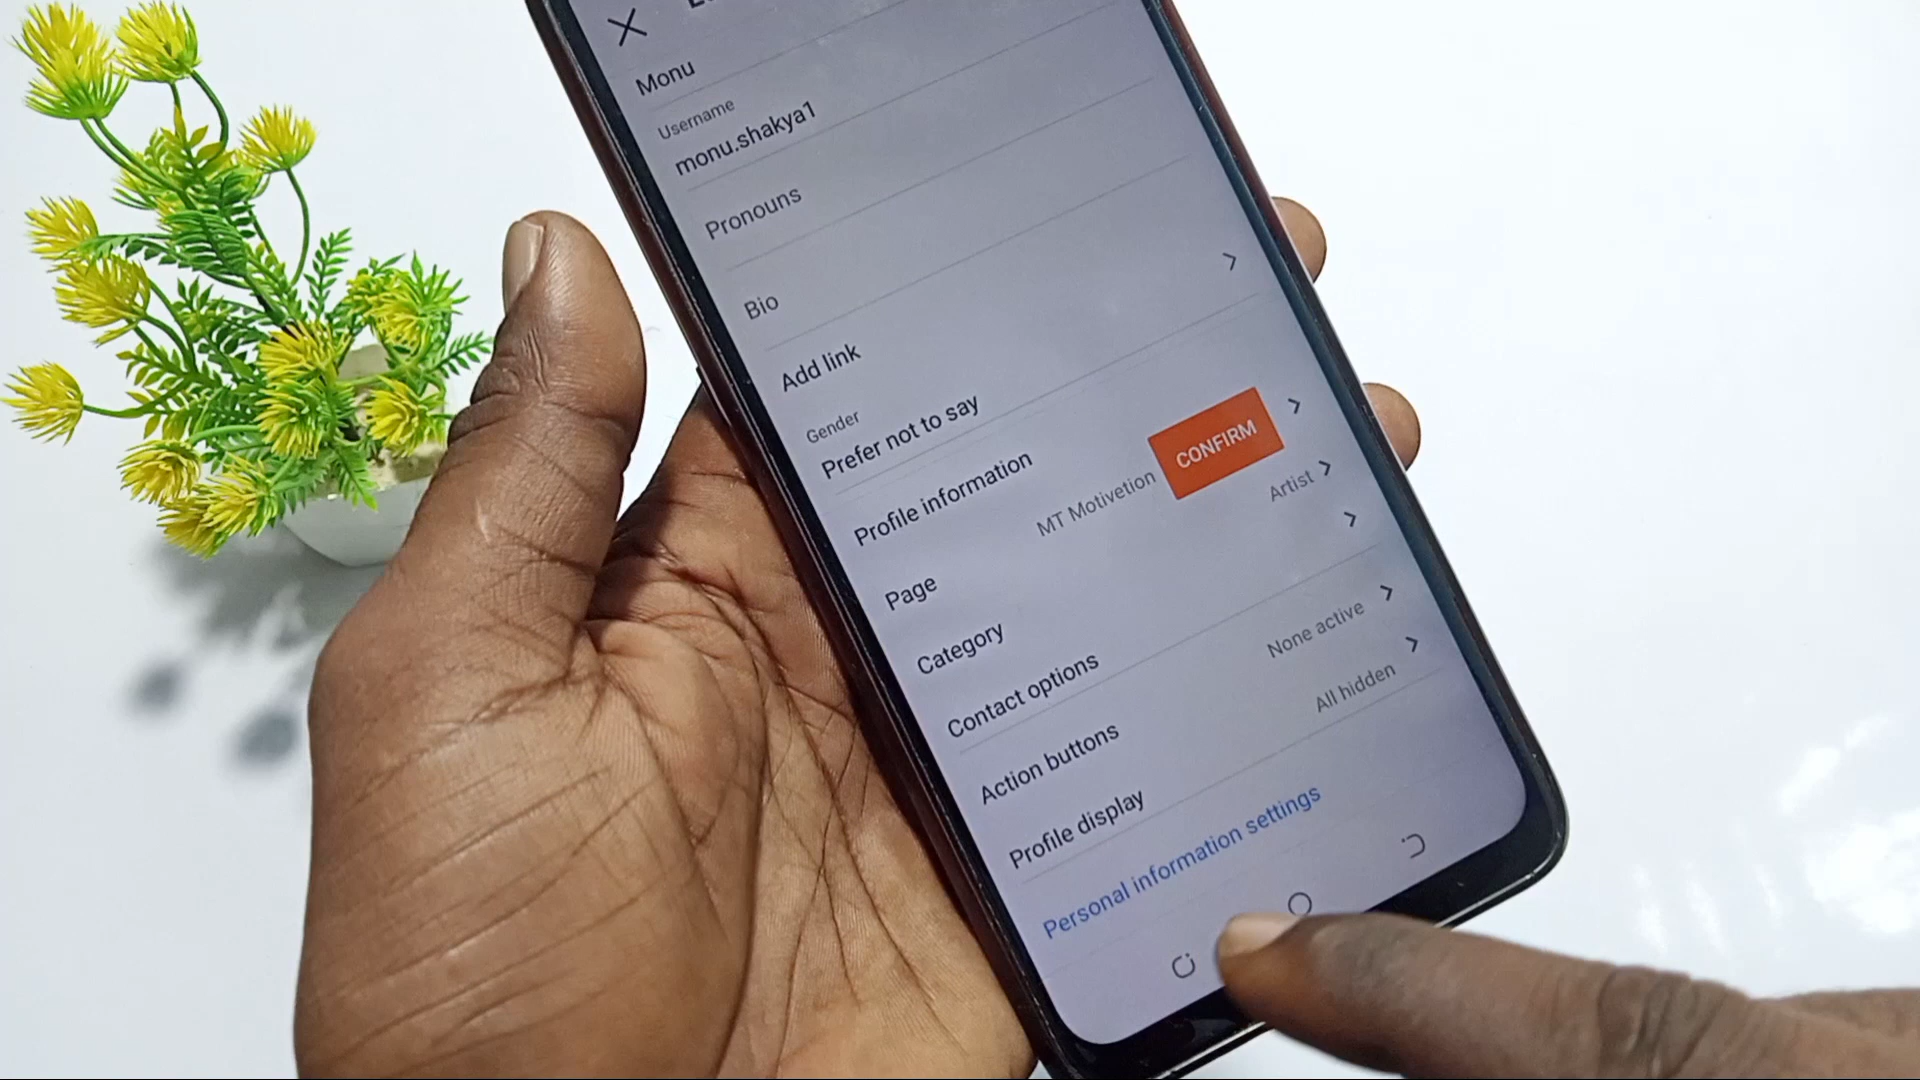 Monu
Username
monu.shakya1
Pronouns
Bio
Add link
Gender
Prefer not to say
Profile information
Page
MT Motivetion
CONFIRM
Category
Artist
Contact options
Action buttons
None active
Profile display
All hidden
Personal information settings